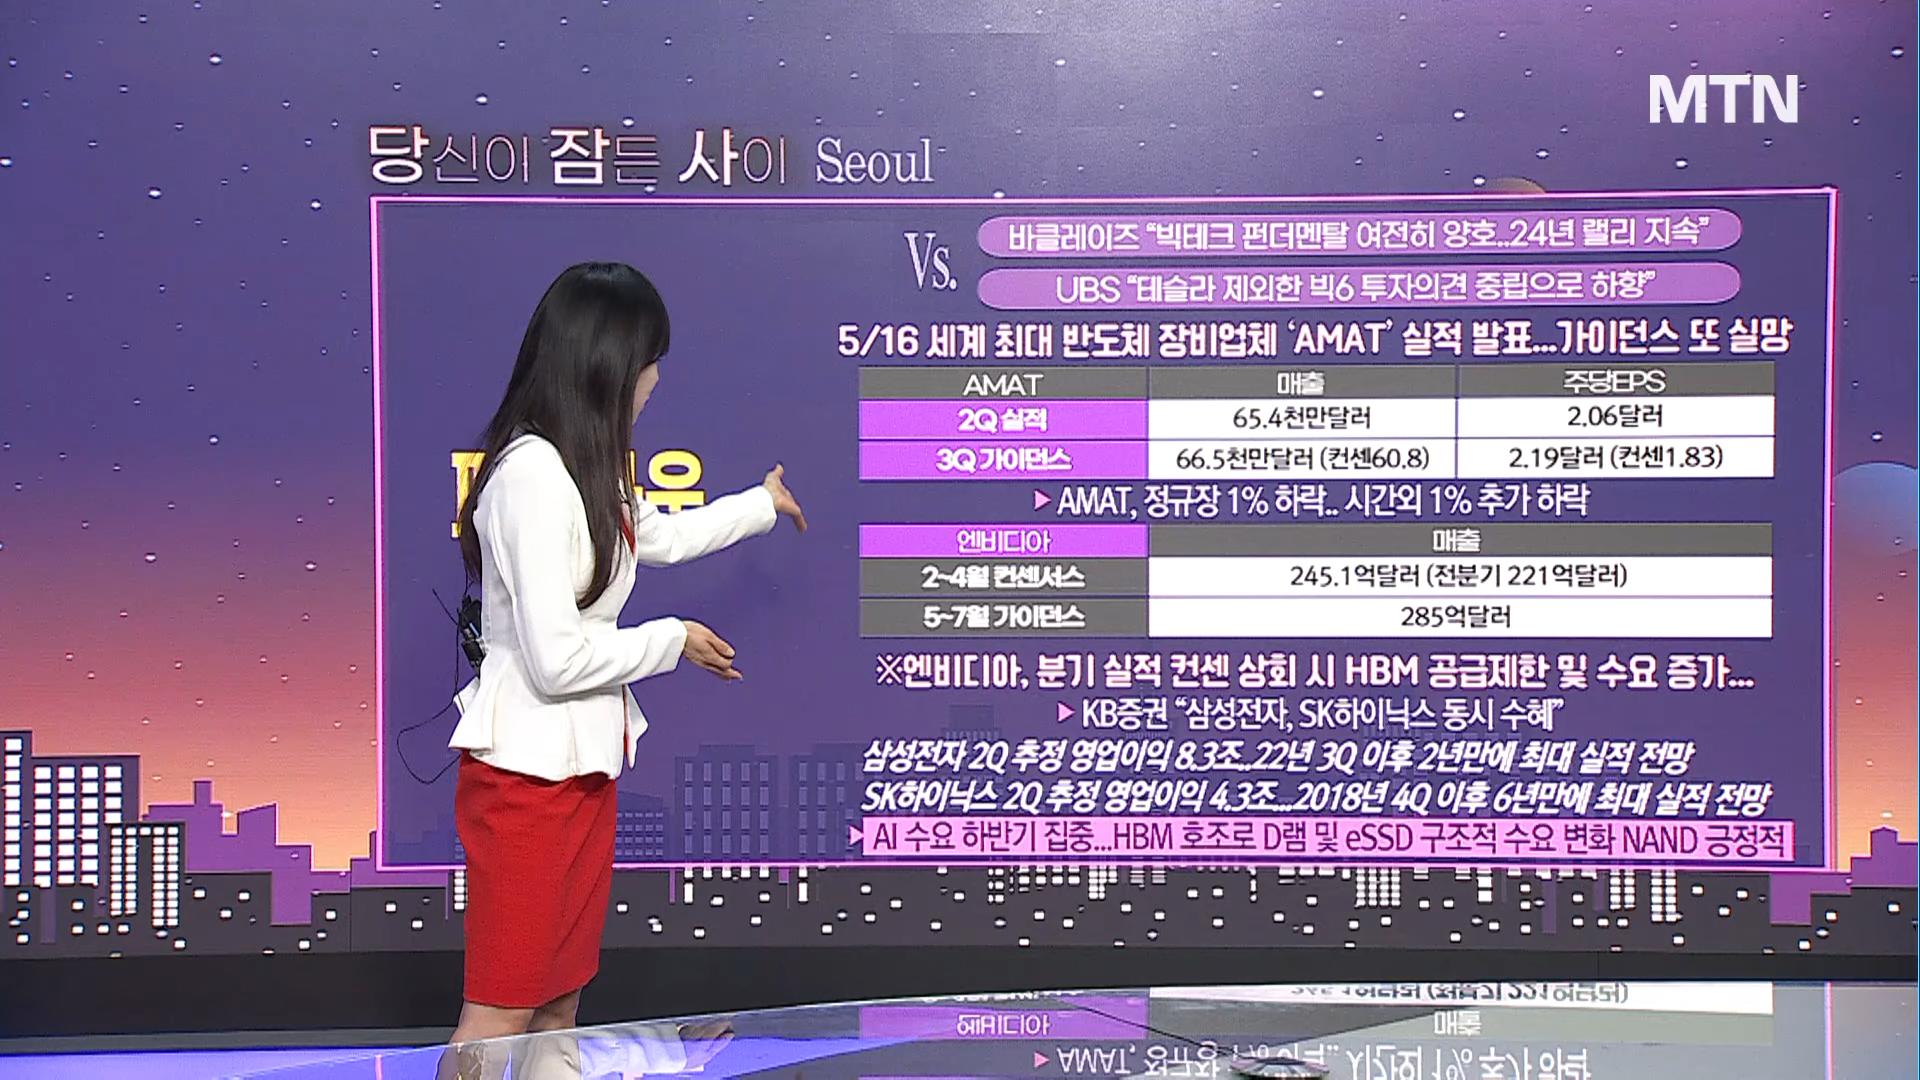 MTN
당신이 잠든 사이 Seoul
Vs.
바클레이즈 “빅테크 펀더멘탈 여전히 양호..24년 랠리 지속”
UBS “테슬라 제외한 빅6 투자의견 중립으로 하향”
5/16 세계 최대 반도체 장비업체 ‘AMAT’ 실적 발표...가이던스 또 실망
AMAT 매출 주당EPS
2Q 실적 65.4천만달러 2.06달러
3Q 가이던스 66.5천만달러 (컨센60.8) 2.19달러 (컨센1.83)
▶ AMAT, 정규장 1% 하락.. 시간외 1% 추가 하락
엔비디아 매출
2~4월 컨센서스 245.1억달러 (전분기 221억달러)
5~7월 가이던스 285억달러
※엔비디아, 분기 실적 컨센 상회 시 HBM 공급제한 및 수요 증가...
▶ KB증권 “삼성전자, SK하이닉스 동시 수혜”
삼성전자 2Q 추정 영업이익 8.3조..22년 3Q 이후 2년만에 최대 실적 전망
SK하이닉스 2Q 추정 영업이익 4.3조...2018년 4Q 이후 6년만에 최대 실적 전망
▶ AI 수요 하반기 집중...HBM 호조로 D램 및 eSSD 구조적 수요 변화 NAND 긍정적